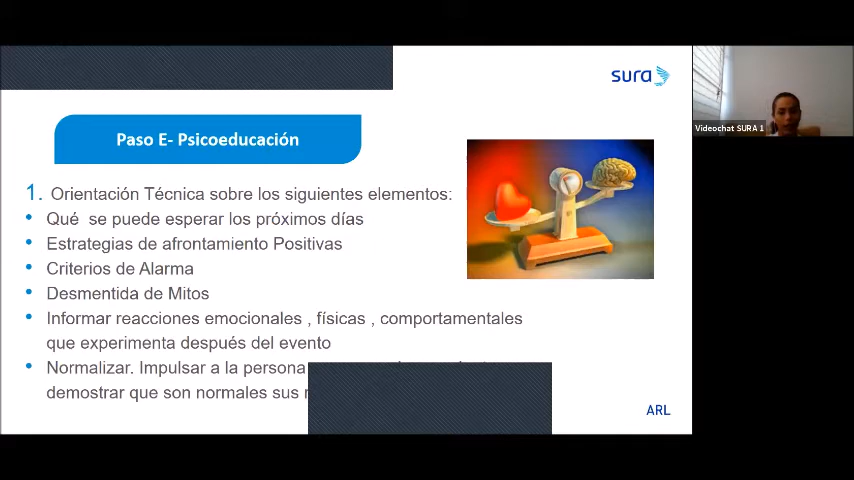 sura
Videochat SURA 1
Paso E- Psicoeducación
1. Orientación Técnica sobre los siguientes elementos:
• Qué se puede esperar los próximos días
• Estrategias de afrontamiento Positivas
• Criterios de Alarma
• Desmentida de Mitos
• Informar reacciones emocionales , físicas , comportamentales
que experimenta después del evento
• Normalizar. Impulsar a la persona
demostrar que son normales sus
ARL